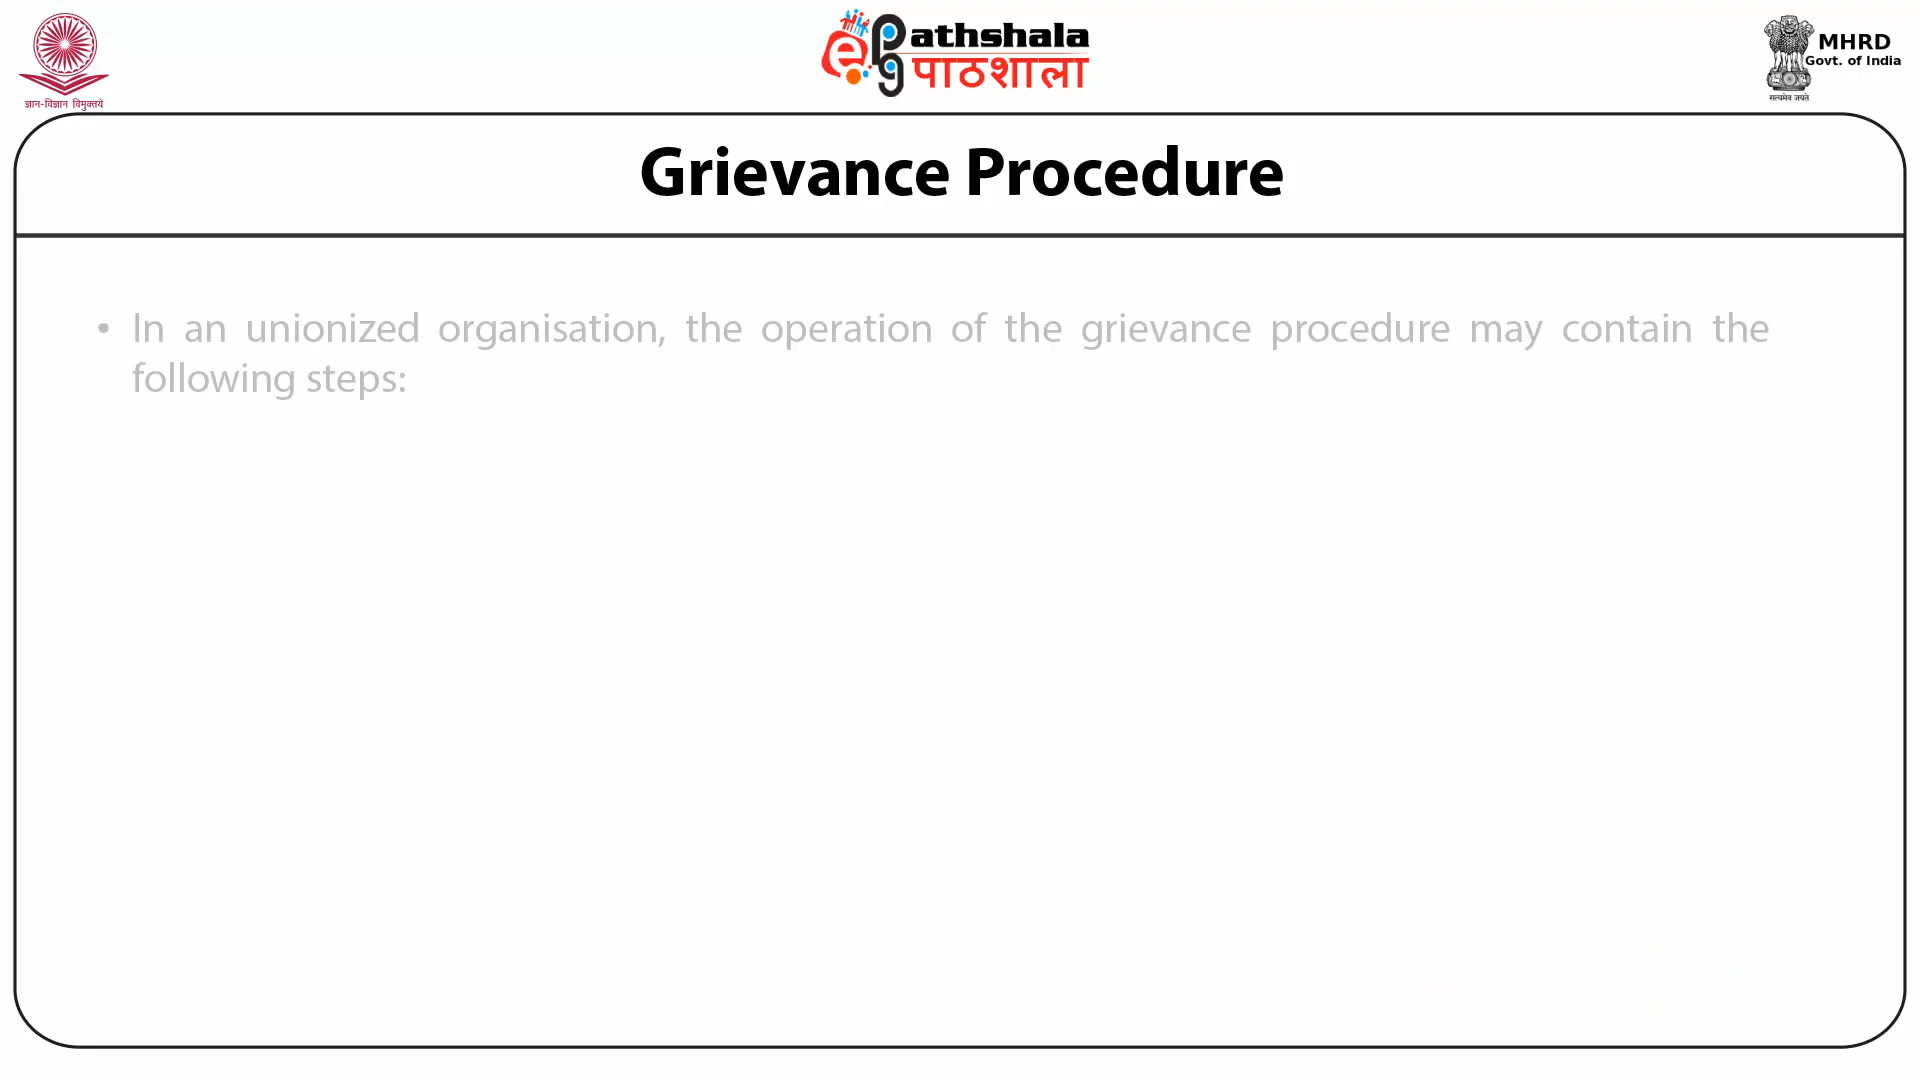 ज्ञान-विज्ञान विमुक्तये
ePG athshala
पाठशाला
MHRD
Govt. of India
सत्यमेव जयते
Grievance Procedure
• In an unionized organisation, the operation of the grievance procedure may contain the
following steps: